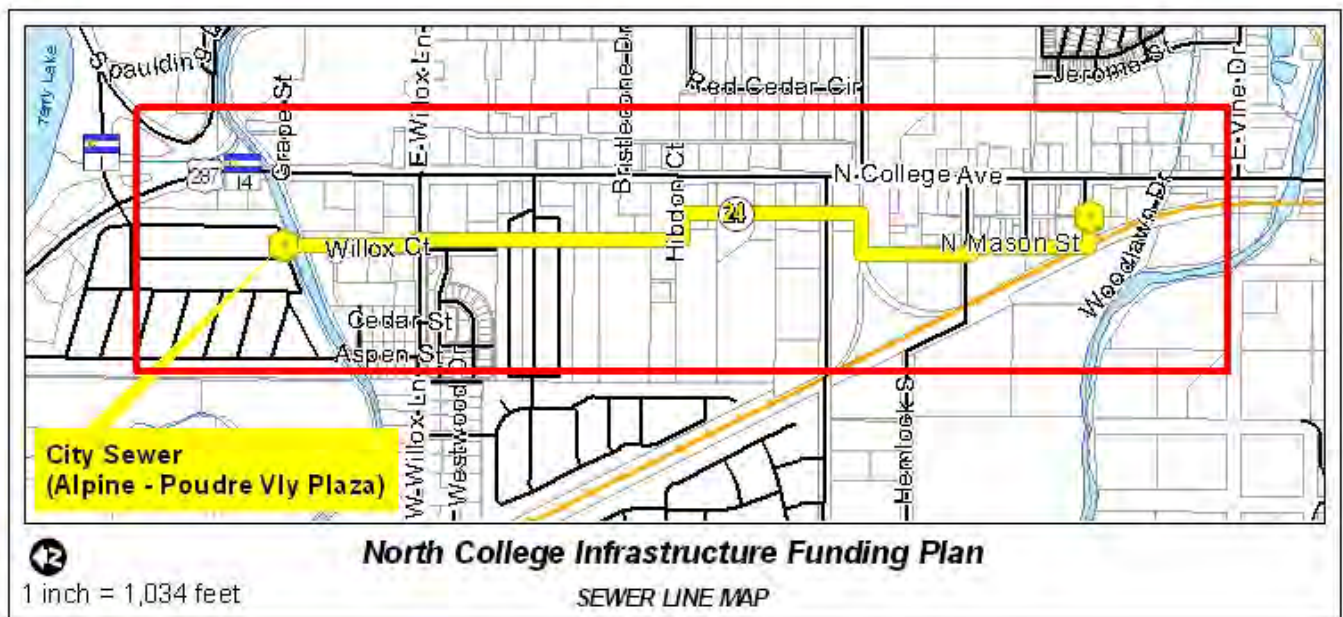 Spaulding L
Terry Lake
Grape St
E-Willox-Ln-
Bristlecone-Dr
Red Cedar Cir
Jerome-St
E-Vine-Dr
287
14
N College Ave
Hibdon Ct
24
Willox Ct
N Mason St
Woodlawn-Dr
Cedar St
Aspen St
W-Willox-Ln
Westwood-Dr
Hemlock-S
City Sewer
(Alpine - Poudre Vly Plaza)
North College Infrastructure Funding Plan
1 inch = 1,034 feet
SEWER LINE MAP